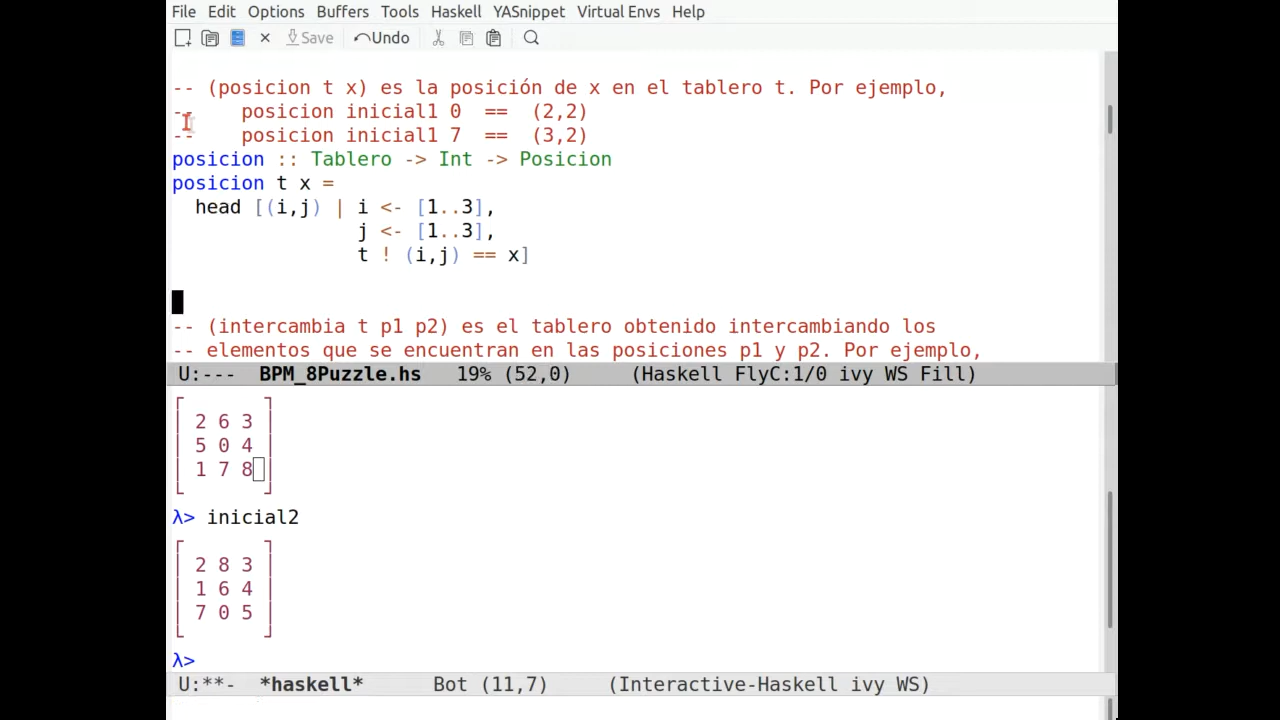 File Edit Options Buffers Tools Haskell YASnippet Virtual Envs Help
Save Undo
-- (posicion t x) es la posición de x en el tablero t. Por ejemplo,
--    posicion inicial1 0  ==  (2,2)
--    posicion inicial1 7  ==  (3,2)
posicion :: Tablero -> Int -> Posicion
posicion t x =
  head [(i,j) | i <- [1..3],
                j <- [1..3],
                t ! (i,j) == x]
-- (intercambia t p1 p2) es el tablero obtenido intercambiando los
-- elementos que se encuentran en las posiciones p1 y p2. Por ejemplo,
U:---  BPM_8Puzzle.hs   19% (52,0)     (Haskell FlyC:1/0 ivy WS Fill)
2 6 3
5 0 4
1 7 8
λ> inicial2
2 8 3
1 6 4
7 0 5
λ>
U:**-  *haskell*      Bot (11,7)     (Interactive-Haskell ivy WS)